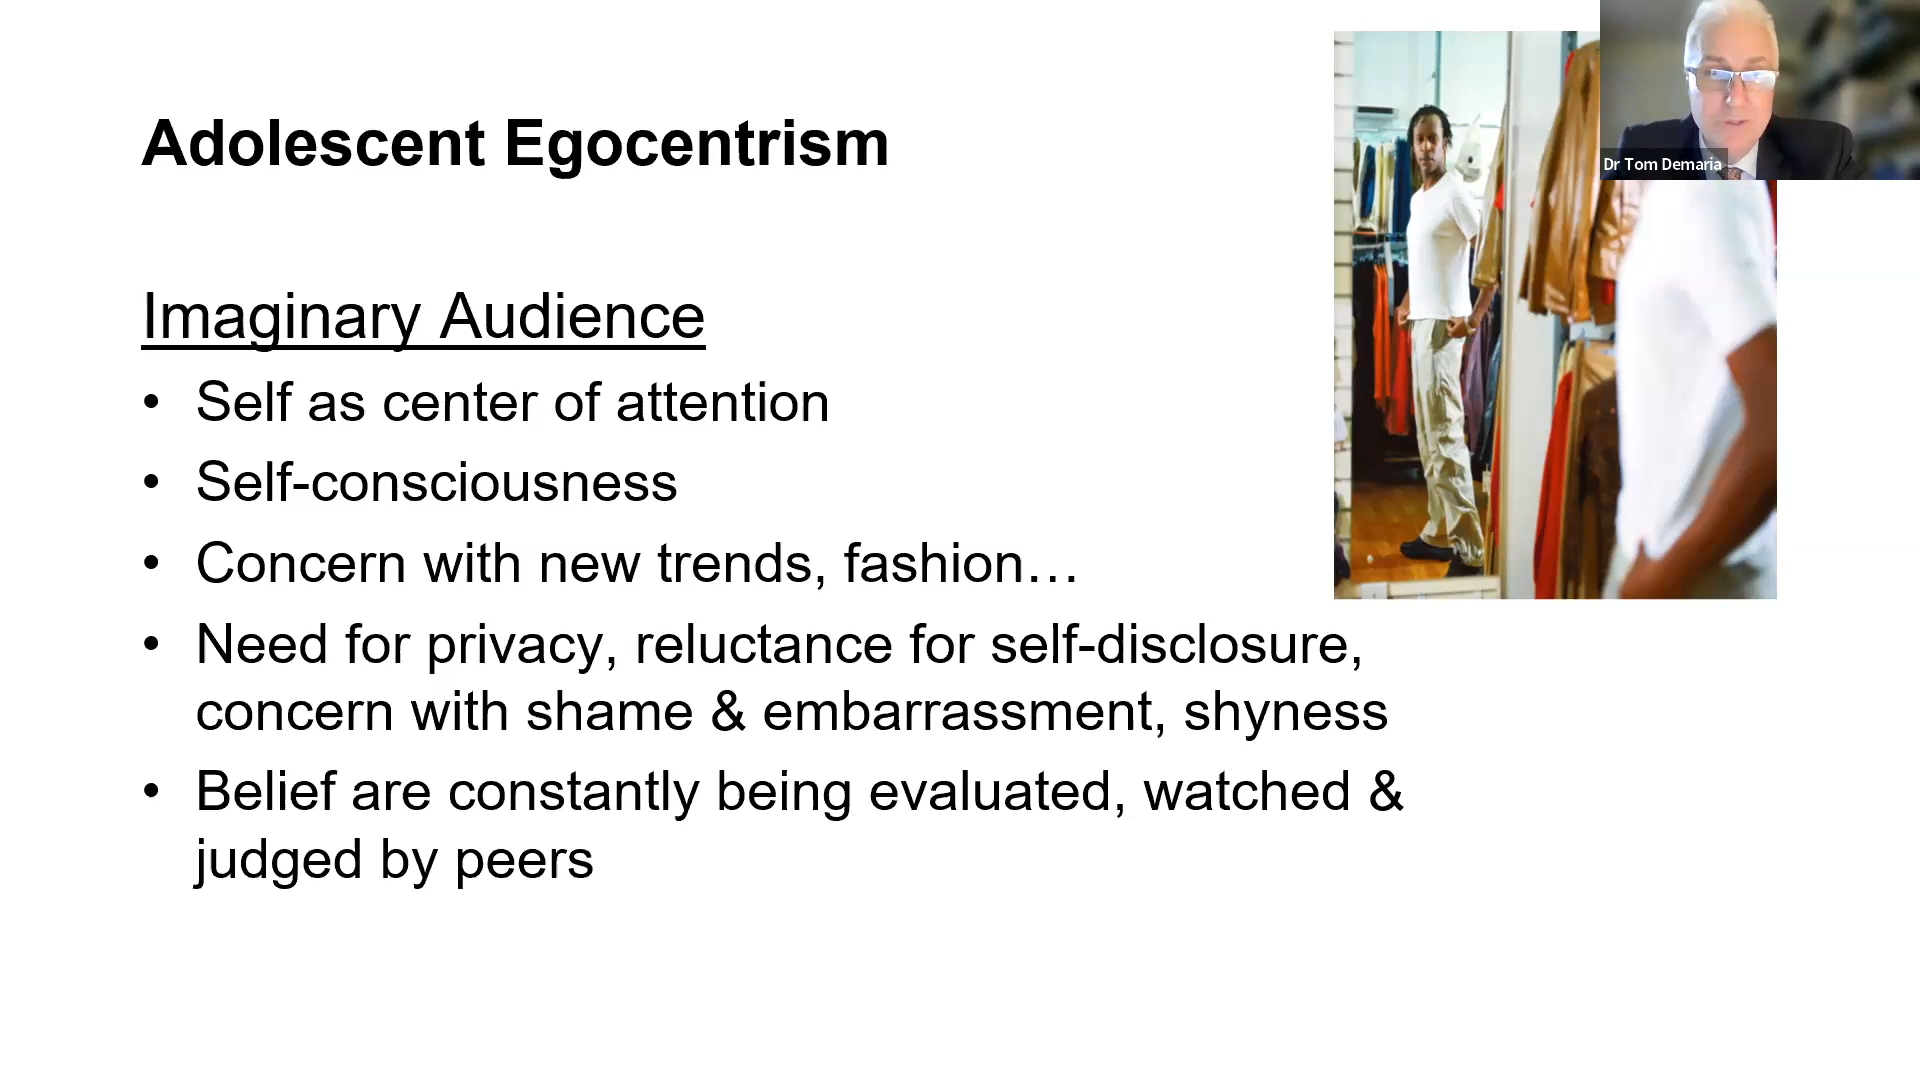 Adolescent Egocentrism
Dr Tom Demaria
Imaginary Audience
• Self as center of attention
• Self-consciousness
• Concern with new trends, fashion…
• Need for privacy, reluctance for self-disclosure,
concern with shame & embarrassment, shyness
• Belief are constantly being evaluated, watched &
judged by peers